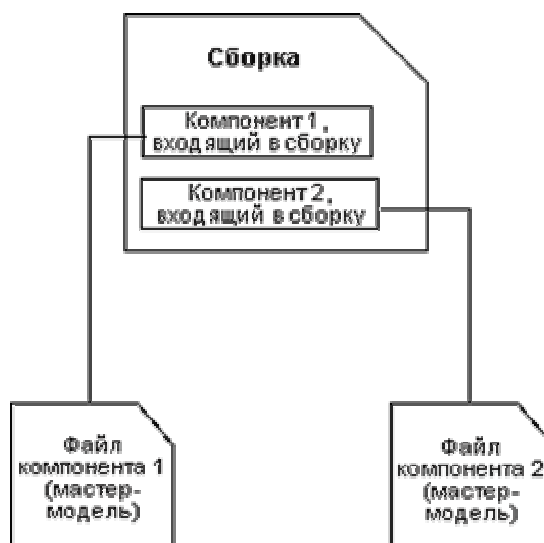 Сборка
Компонент 1,
входящий в сборку
Компонент 2,
входящий в сборку
Файл
компонента 1
(мастер-
модель)
Файл
компонента 2
(мастер-
модель)